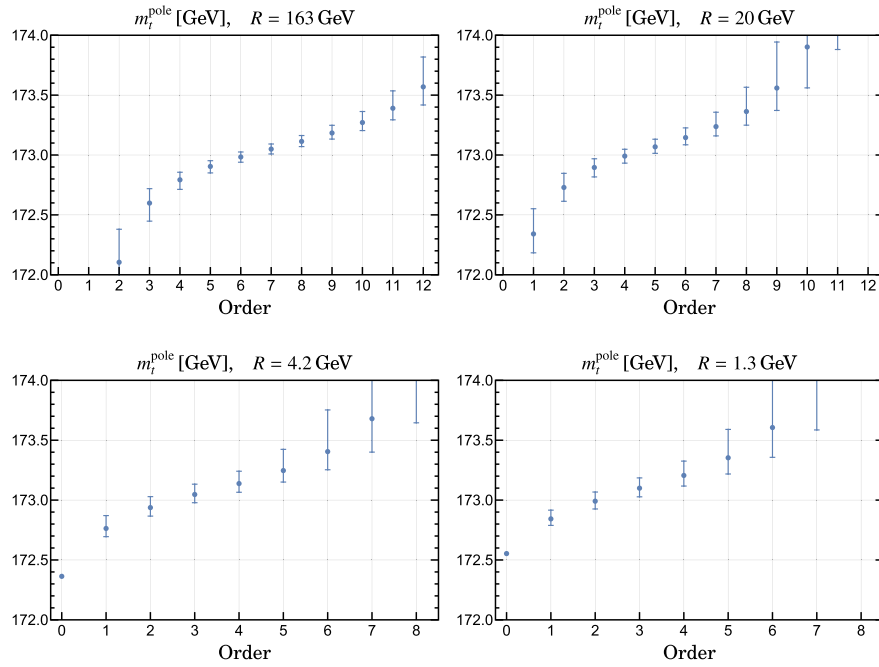 m_t^pole [GeV], R = 163 GeV
174.0
173.5
173.0
172.5
172.0
0 1 2 3 4 5 6 7 8 9 10 11 12
Order
m_t^pole [GeV], R = 20 GeV
174.0
173.5
173.0
172.5
172.0
0 1 2 3 4 5 6 7 8 9 10 11 12
Order
m_t^pole [GeV], R = 4.2 GeV
174.0
173.5
173.0
172.5
172.0
0 1 2 3 4 5 6 7 8
Order
m_t^pole [GeV], R = 1.3 GeV
174.0
173.5
173.0
172.5
172.0
0 1 2 3 4 5 6 7 8
Order